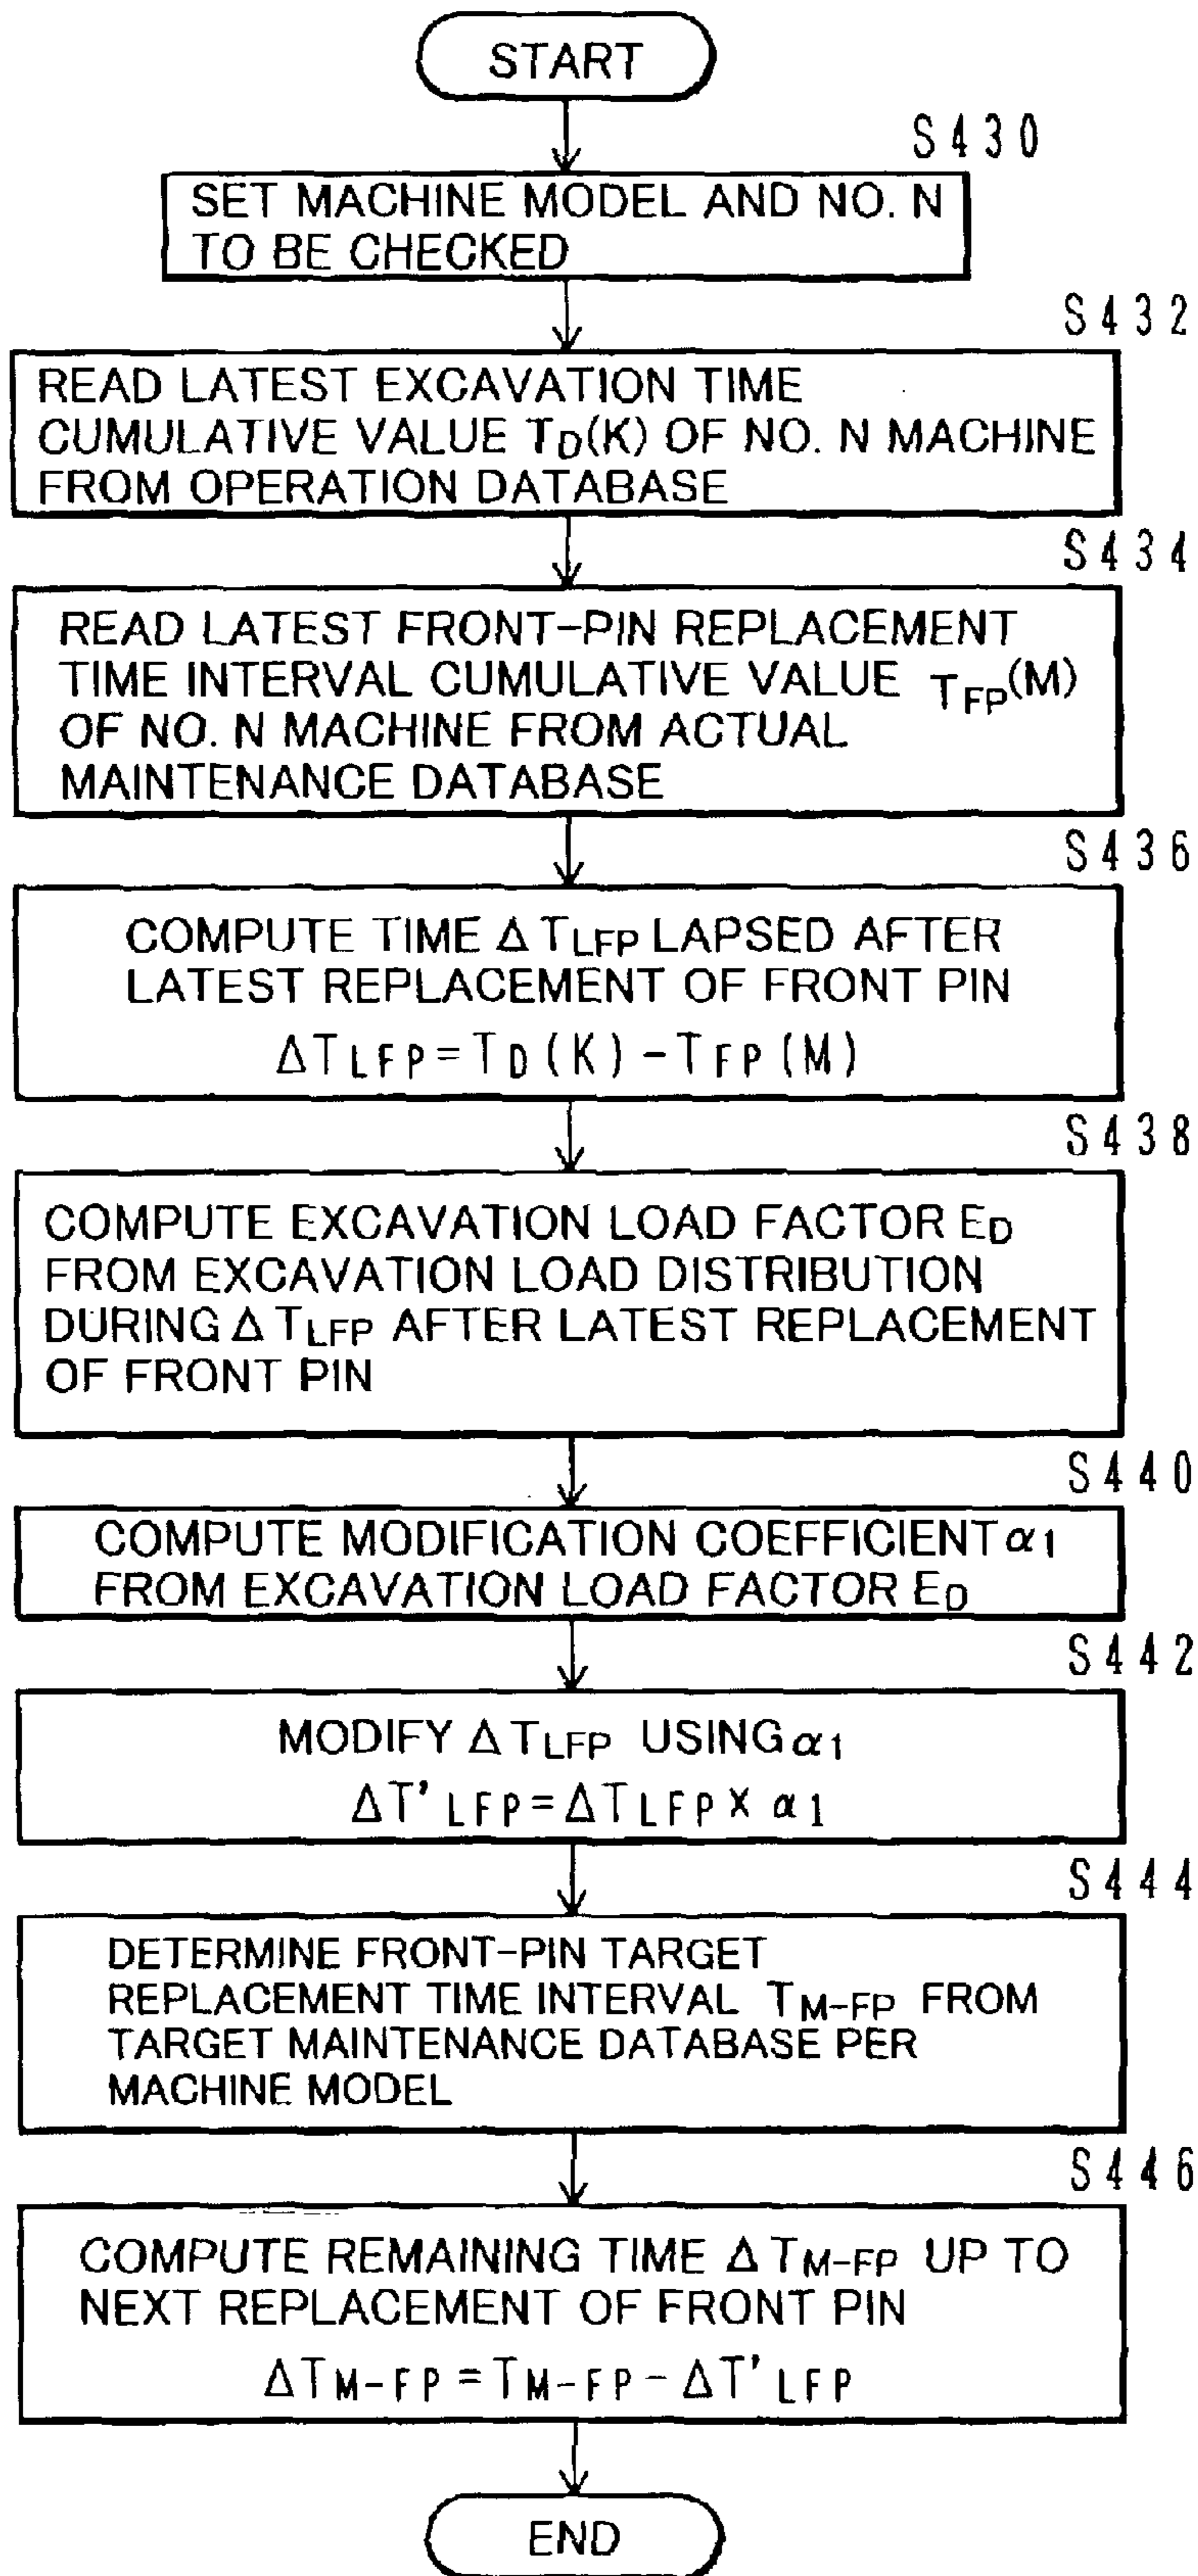 START
S430
SET MACHINE MODEL AND NO. N
TO BE CHECKED
S432
READ LATEST EXCAVATION TIME
CUMULATIVE VALUE TD(K) OF NO. N MACHINE
FROM OPERATION DATABASE
S434
READ LATEST FRONT-PIN REPLACEMENT
TIME INTERVAL CUMULATIVE VALUE TFP(M)
OF NO. N MACHINE FROM ACTUAL
MAINTENANCE DATABASE
S436
COMPUTE TIME ΔTLFP LAPSED AFTER
LATEST REPLACEMENT OF FRONT PIN
ΔTLFP=TD(K)-TFP(M)
S438
COMPUTE EXCAVATION LOAD FACTOR ED
FROM EXCAVATION LOAD DISTRIBUTION
DURING ΔTLFP AFTER LATEST REPLACEMENT
OF FRONT PIN
S440
COMPUTE MODIFICATION COEFFICIENT α1
FROM EXCAVATION LOAD FACTOR ED
S442
MODIFY ΔTLFP USING α1
ΔT'LFP=ΔTLFP×α1
S444
DETERMINE FRONT-PIN TARGET
REPLACEMENT TIME INTERVAL TM-FP FROM
TARGET MAINTENANCE DATABASE PER
MACHINE MODEL
S446
COMPUTE REMAINING TIME ΔTM-FP UP TO
NEXT REPLACEMENT OF FRONT PIN
ΔTM-FP=TM-FP-ΔT'LFP
END